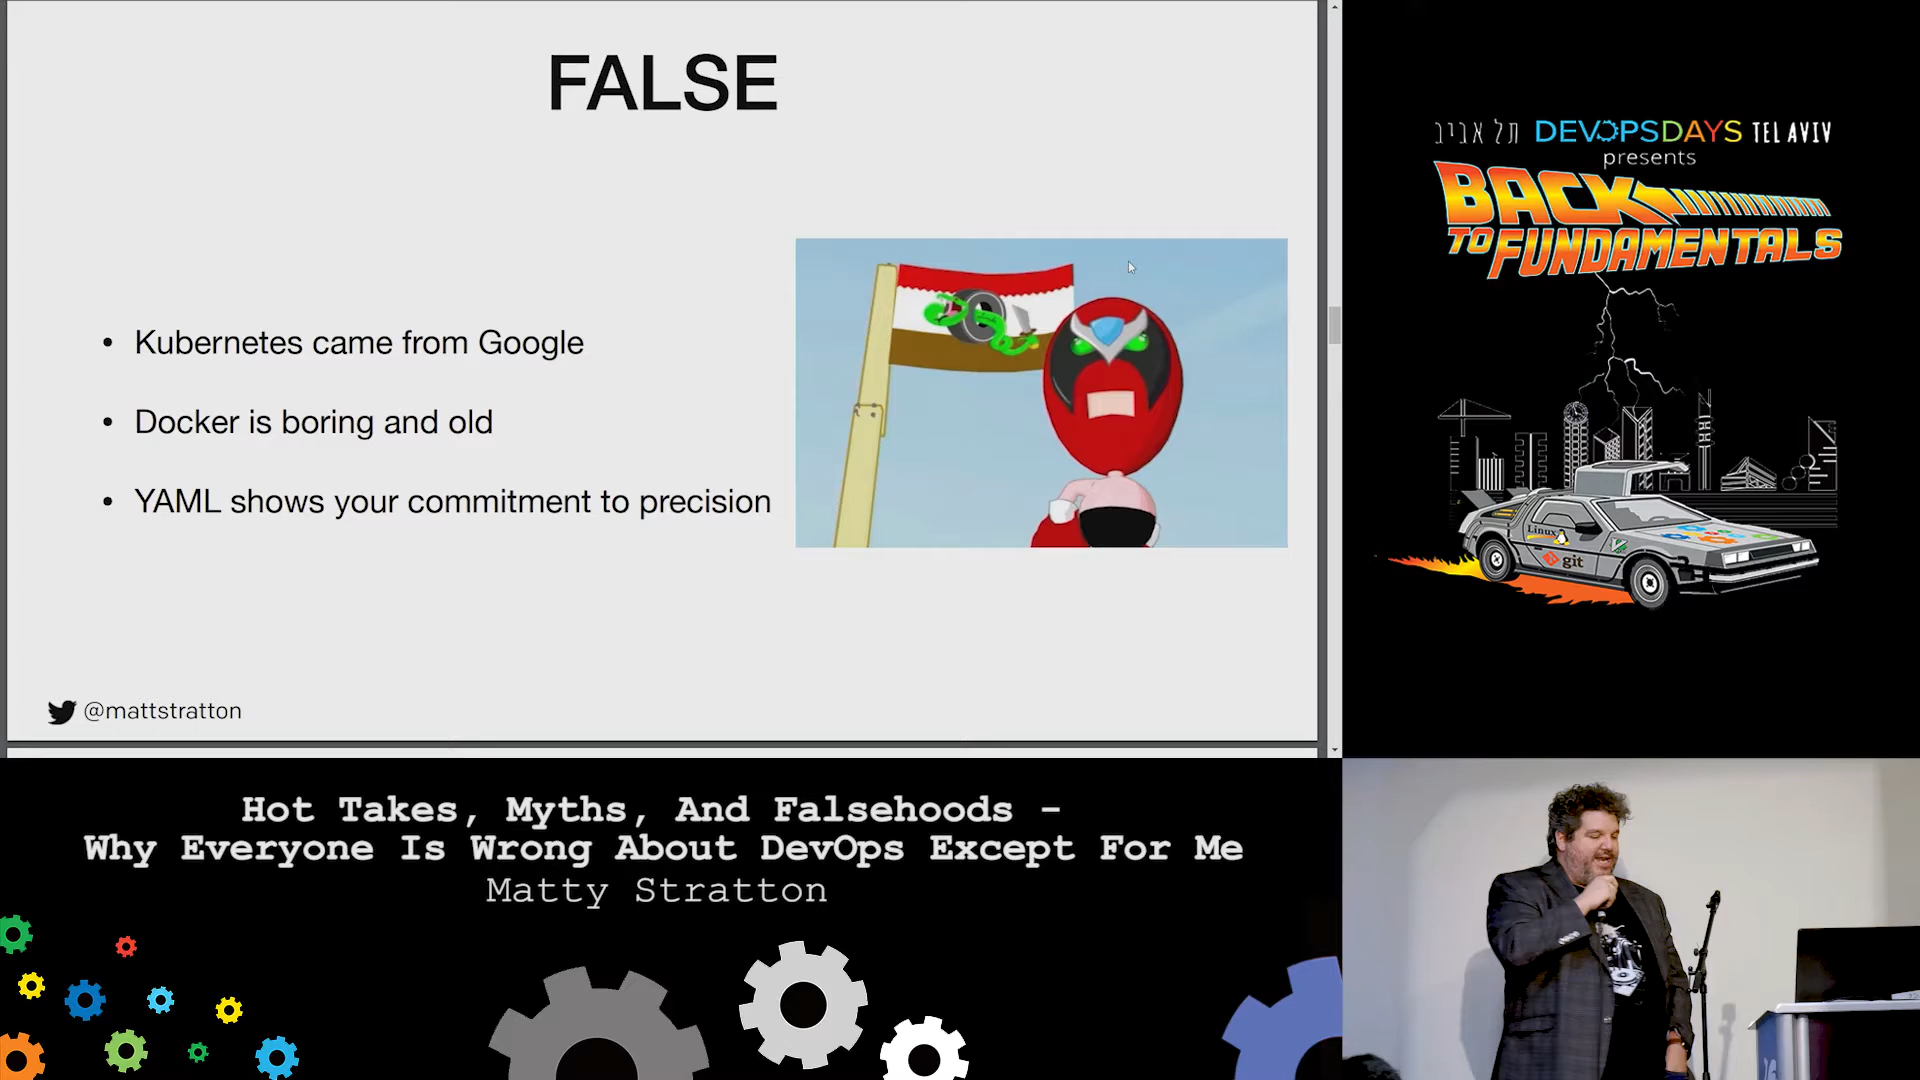 FALSE
• Kubernetes came from Google
• Docker is boring and old
• YAML shows your commitment to precision
@mattstratton
תל אביב DEVOPSDAYS TEL AVIV
presents
BACK
TO FUNDAMENTALS
Linux
git
Hot Takes, Myths, And Falsehoods -
Why Everyone Is Wrong About DevOps Except For Me
Matty Stratton